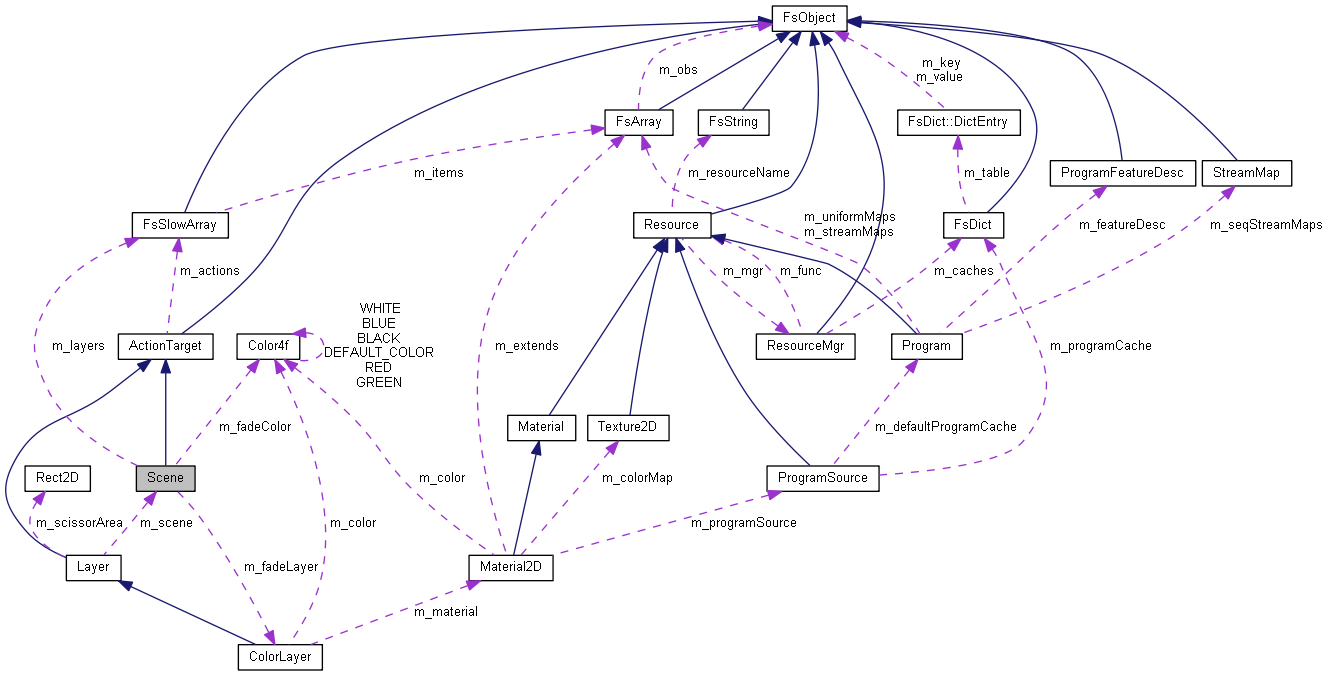 FsObject
m_key
m_value
m_obs
FsArray
FsString
FsDict::DictEntry
m_items
m_resourceName
m_table
ProgramFeatureDesc
StreamMap
FsSlowArray
Resource
m_uniformMaps
m_streamMaps
FsDict
m_featureDesc
m_seqStreamMaps
m_actions
m_mgr
m_func
m_caches
WHITE
BLUE
BLACK
DEFAULT_COLOR
RED
GREEN
m_layers
ActionTarget
Color4f
m_extends
ResourceMgr
Program
m_programCache
m_fadeColor
Material
Texture2D
m_defaultProgramCache
Rect2D
Scene
m_color
m_colorMap
ProgramSource
m_scissorArea
m_scene
m_color
m_programSource
Layer
m_fadeLayer
Material2D
m_material
ColorLayer